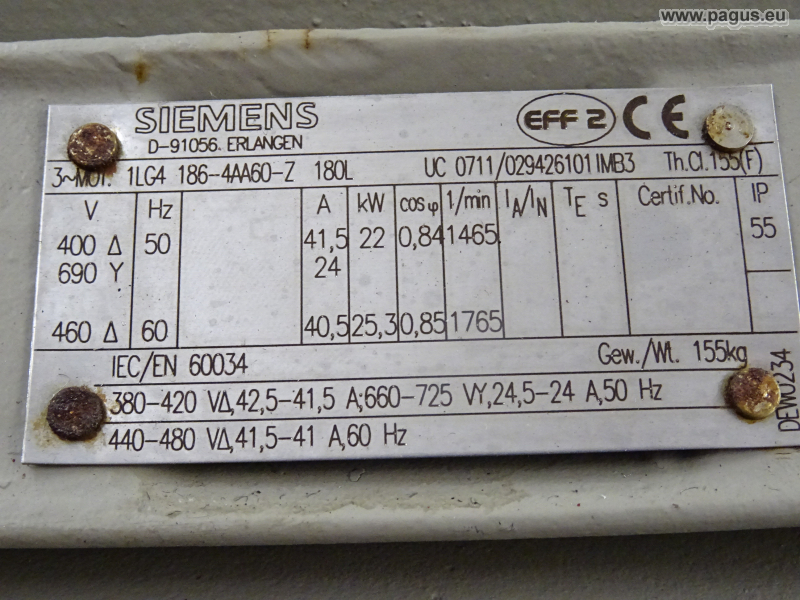 www.pagus.eu
SIEMENS
D-91056 ERLANGEN
EFF 2 CE
3~MOT. 1LG4 186-4AA60-Z 180L UC 0711/029426101 IMB3 Th.Cl.155(F)
V Hz A kW cosφ 1/min IA/IN TE s Certif.No. IP
400 Δ 50 41,5 22 0,84 1465 55
690 Y 24
460 Δ 60 40,5 25,3 0,85 1765
IEC/EN 60034 Gew./Wt. 155kg
380-420 VΔ,42,5-41,5 A;660-725 VY,24,5-24 A,50 Hz
440-480 VΔ,41,5-41 A,60 Hz
DEW0234